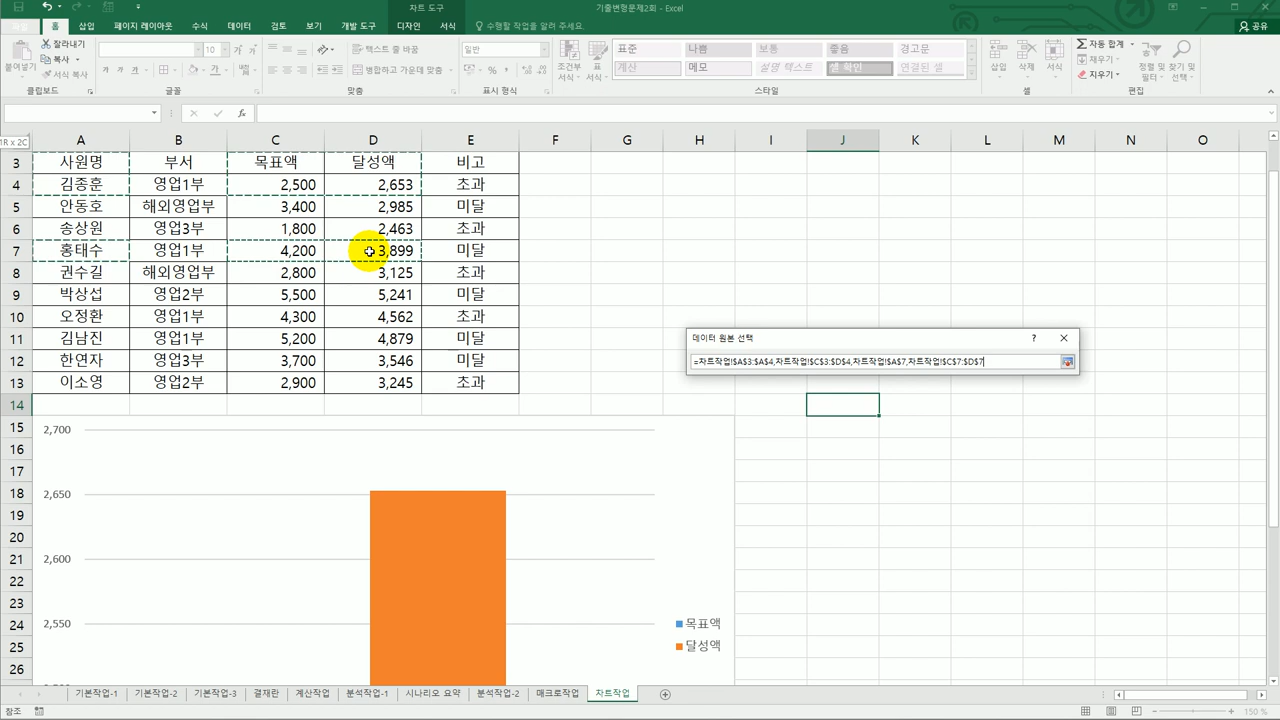 차트 도구
기출변형문제2회 - Excel
홈 삽입 페이지 레이아웃 수식 데이터 검토 보기 개발 도구 디자인 서식 수행할 작업을 알려 주세요.
공유
붙여넣기 잘라내기 복사 서식 복사
10
텍스트 줄 바꿈
병합하고 가운데 맞춤
일반
조건부 서식 표 서식
표준 나쁨 보통 좋음 경고문
계산 메모 설명 텍스트 셀 확인 연결된 셀
삽입 삭제 서식
자동 합계 채우기 지우기
정렬 및 필터 찾기 및 선택
클립보드 글꼴 맞춤 표시 형식 스타일 셀 편집
fx
1R x 2C
A B C D E F G H I J K L M N O
3 사원명 부서 목표액 달성액 비고
4 김종훈 영업1부 2,500 2,653 초과
5 안동호 해외영업부 3,400 2,985 미달
6 송상원 영업3부 1,800 2,463 초과
7 홍태수 영업1부 4,200 3,899 미달
8 권수길 해외영업부 2,800 3,125 초과
9 박상섭 영업2부 5,500 5,241 미달
10 오정환 영업1부 4,300 4,562 초과
11 김남진 영업1부 5,200 4,879 미달
12 한연자 영업3부 3,700 3,546 미달
13 이소영 영업2부 2,900 3,245 초과
14
15
16
17
18
19
20
21
22
23
24
25
26
데이터 원본 선택 ?
=차트작업!$A$3:$A$4,차트작업!$C$3:$D$4,차트작업!$A$7,차트작업!$C$7:$D$7
2,700
2,650
2,600
2,550
목표액
달성액
기본작업-1 기본작업-2 기본작업-3 결재란 계산작업 분석작업-1 시나리오 요약 분석작업-2 매크로작업 차트작업
참조
150 %